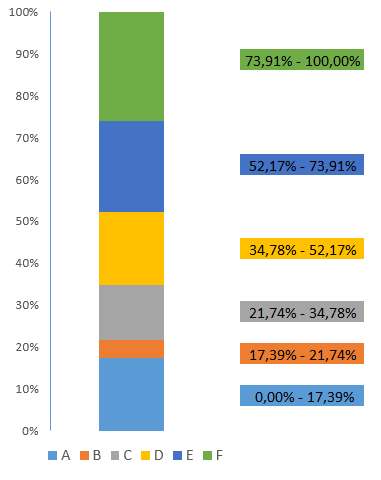 100%
90%
80%
70%
60%
50%
40%
30%
20%
10%
0%
73,91% - 100,00%
52,17% - 73,91%
34,78% - 52,17%
21,74% - 34,78%
17,39% - 21,74%
0,00% - 17,39%
A B C D E F